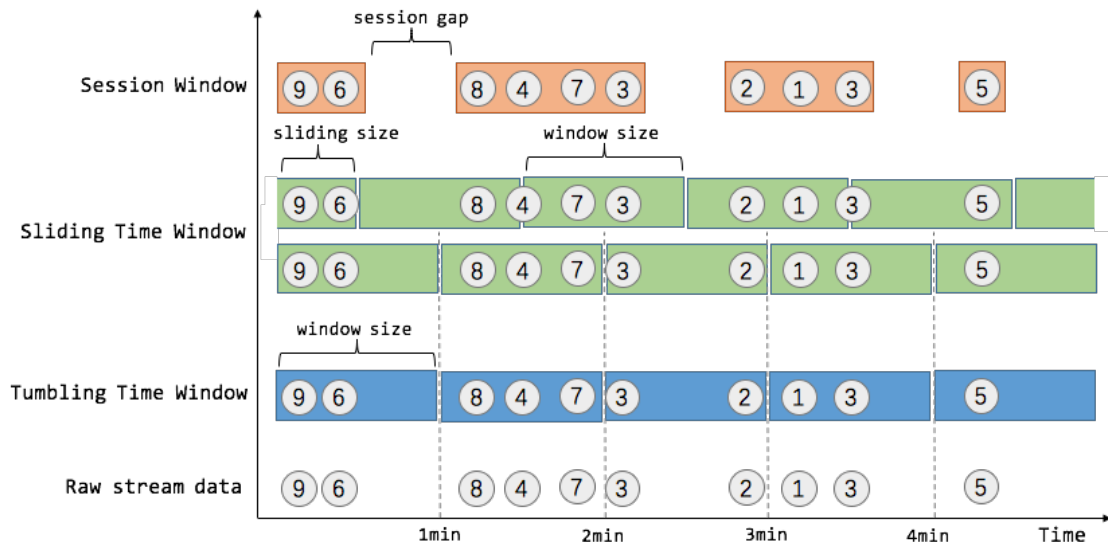 session gap
Session Window
9 6 8 4 7 3 2 1 3 5
sliding size
window size
9 6 8 4 7 3 2 1 3 5
Sliding Time Window
9 6 8 4 7 3 2 1 3 5
window size
Tumbling Time Window
9 6 8 4 7 3 2 1 3 5
Raw stream data
9 6 8 4 7 3 2 1 3 5
1min 2min 3min 4min Time